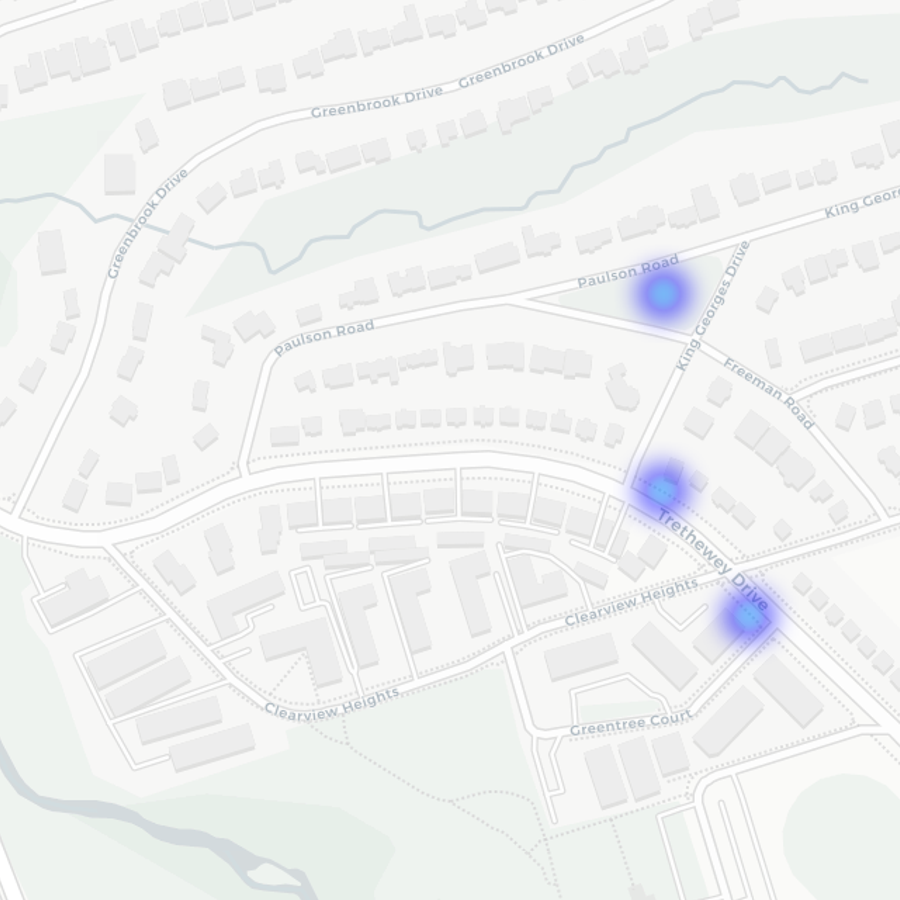 Greenbrook Drive
Greenbrook Drive
Greenbrook Drive
King Geor
Paulson Road
Paulson Road
King Georges Drive
Freeman Road
Trethewey Drive
Clearview Heights
Clearview Heights
Greentree Court